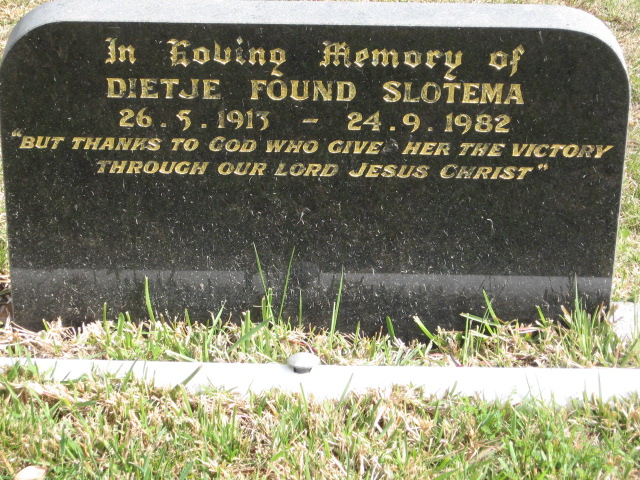 In Loving Memory of
DIETJE FOUND SLOTEMA
26.5.1913 - 24.9.1982
"BUT THANKS TO GOD WHO GIVE HER THE VICTORY
THROUGH OUR LORD JESUS CHRIST"